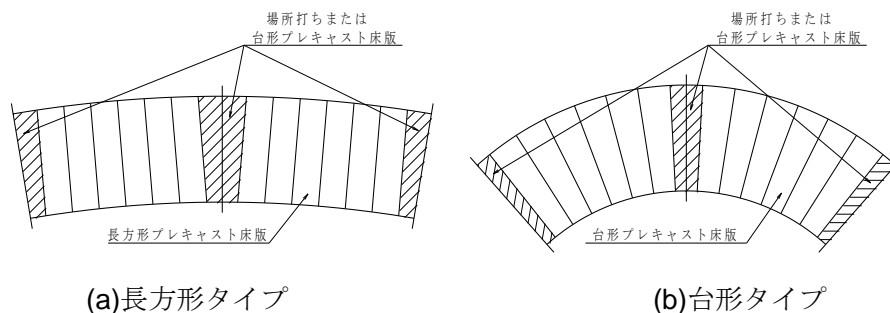 場所打ちまたは
台形プレキャスト床版
長方形プレキャスト床版
(a)長方形タイプ
場所打ちまたは
台形プレキャスト床版
台形プレキャスト床版
(b)台形タイプ